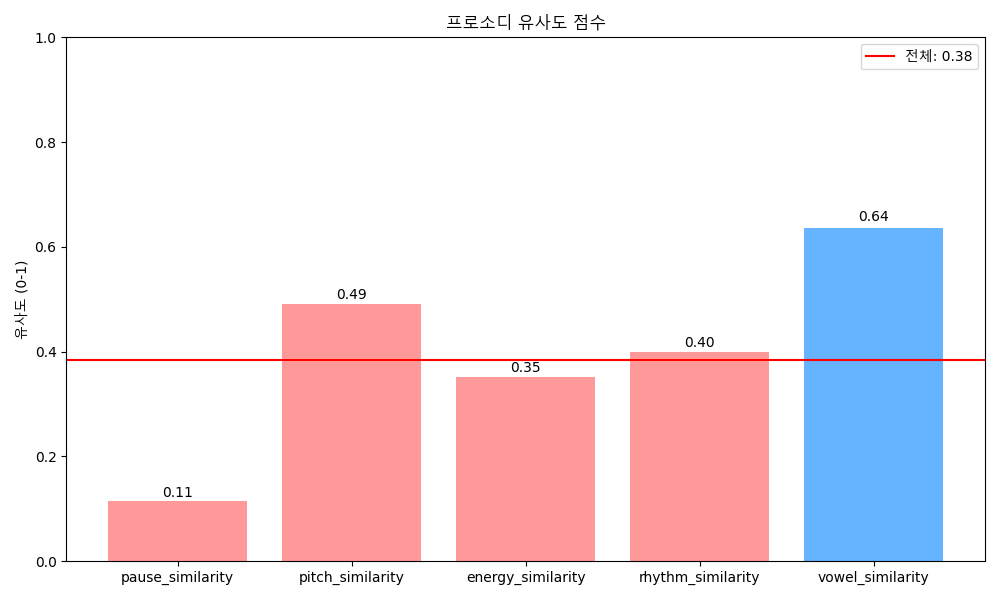 프로소디 유사도 점수
전체: 0.38
유사도 (0-1)
1.0
0.8
0.6
0.4
0.2
0.0
0.11
0.49
0.35
0.40
0.64
pause_similarity
pitch_similarity
energy_similarity
rhythm_similarity
vowel_similarity